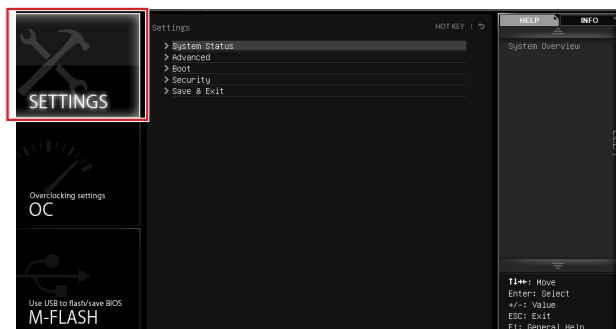 SETTINGS
Overclocking settings
OC
Use USB to flash/save BIOS
M-FLASH
Settings
HOT KEY |
> System Status
> Advanced
> Boot
> Security
> Save & Exit
HELP
INFO
System Overview
↑↓→←: Move
Enter: Select
+/-: Value
ESC: Exit
F1: General Help